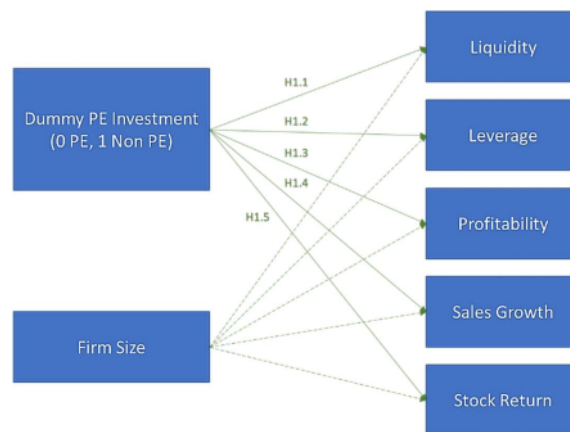 Liquidity
Dummy PE Investment
(0 PE, 1 Non PE)
H1.1
H1.2
Leverage
H1.3
H1.4
H1.5
Profitability
Sales Growth
Firm Size
Stock Return